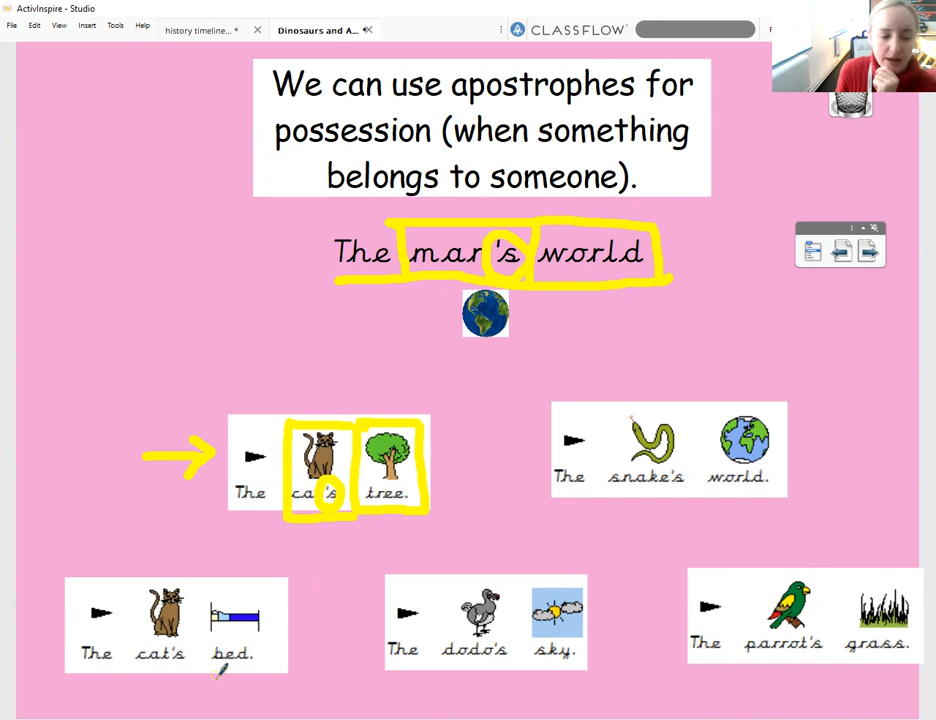 ActivInspire - Studio
File Edit View Insert Tools Help
history timeline... *
Dinosaurs and A...
CLASSFLOW
We can use apostrophes for
possession (when something
belongs to someone).
The man's world
The cat's tree.
The snake's world.
The cat's bed.
The dodo's sky.
The parrot's grass.